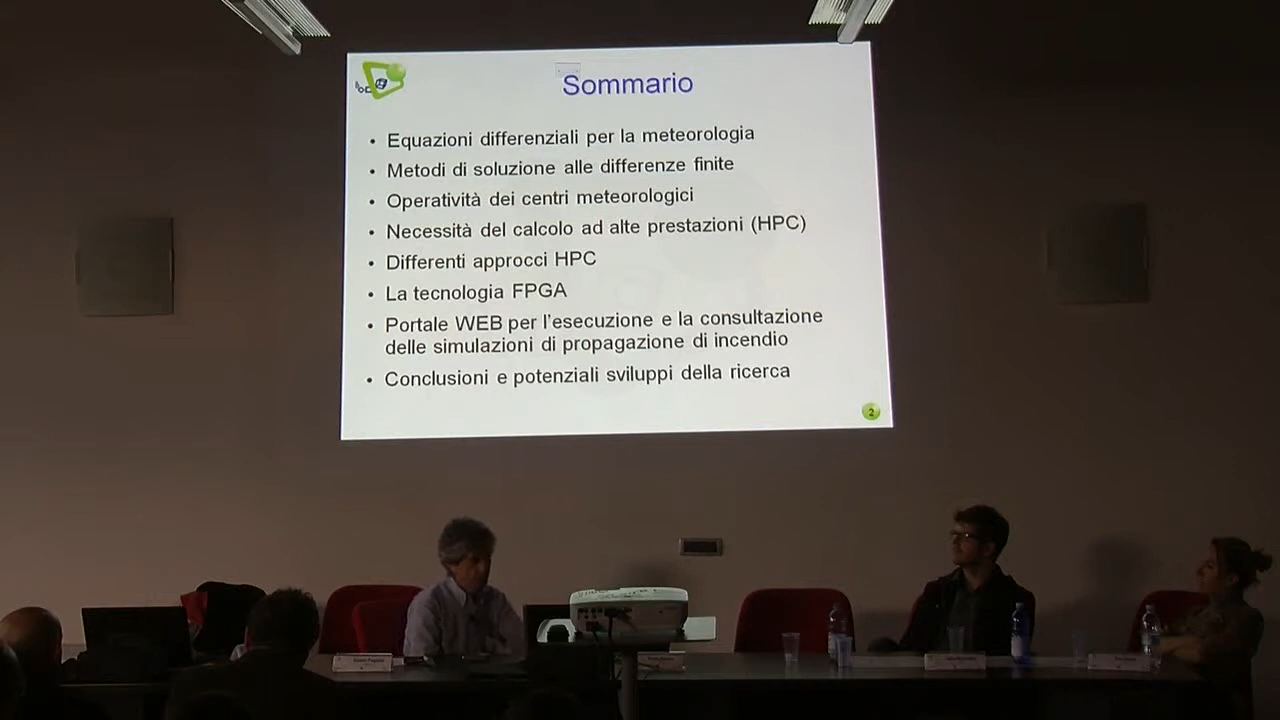 Sommario
• Equazioni differenziali per la meteorologia
• Metodi di soluzione alle differenze finite
• Operatività dei centri meteorologici
• Necessità del calcolo ad alte prestazioni (HPC)
• Differenti approcci HPC
• La tecnologia FPGA
• Portale WEB per l'esecuzione e la consultazione
delle simulazioni di propagazione di incendio
• Conclusioni e potenziali sviluppi della ricerca
2